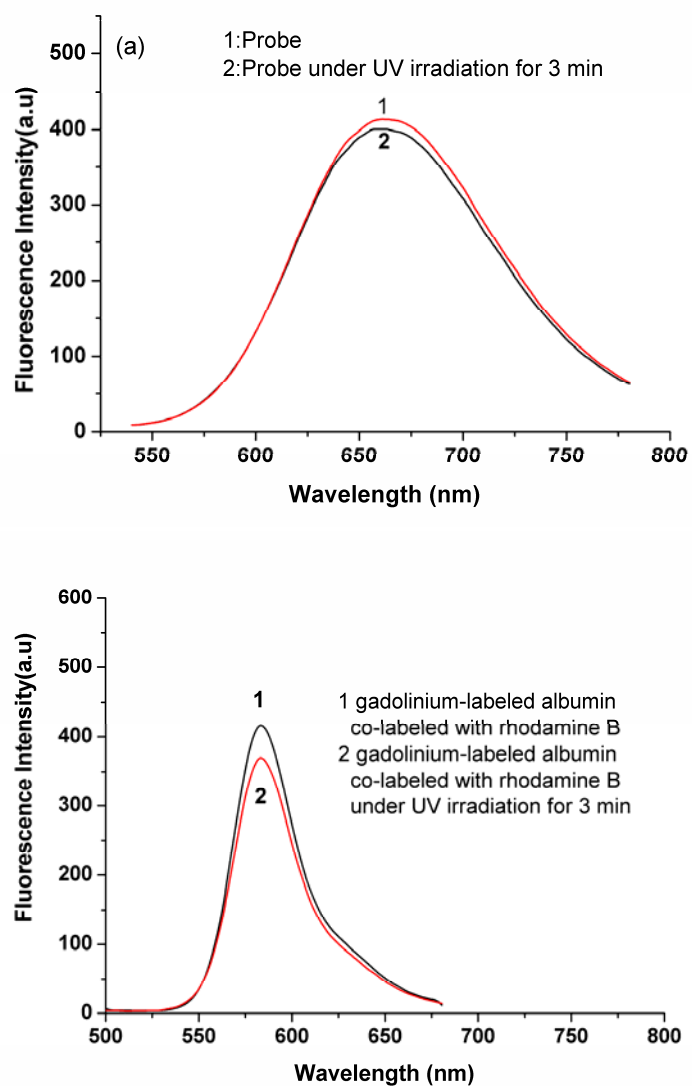 (a)
1:Probe
2:Probe under UV irradiation for 3 min
1
2
500
400
300
200
100
0
Fluorescence Intensity(a.u)
550 600 650 700 750 800
Wavelength (nm)
600
500
400
300
200
100
0
Fluorescence Intensity(a.u)
1
2
1 gadolinium-labeled albumin
co-labeled with rhodamine B
2 gadolinium-labeled albumin
co-labeled with rhodamine B
under UV irradiation for 3 min
500 550 600 650 700 750 800
Wavelength (nm)